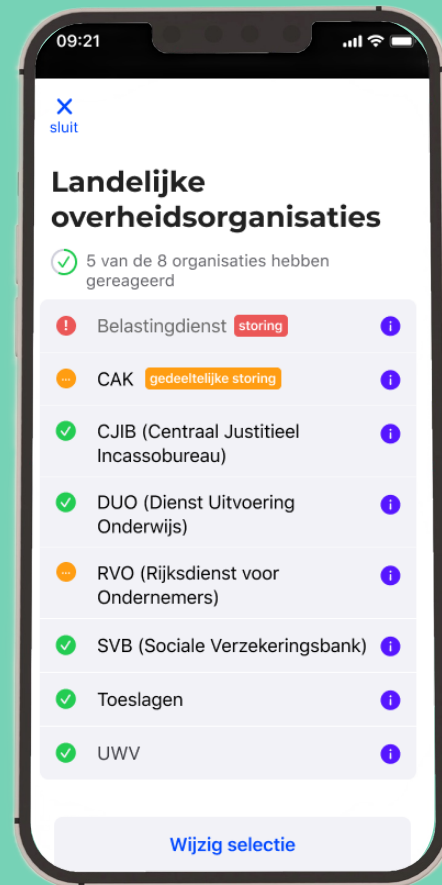 09:21
sluit
Landelijke
overheidsorganisaties
5 van de 8 organisaties hebben
gereageerd
Belastingdienst storing
CAK gedeeltelijke storing
CJIB (Centraal Justitieel
Incassobureau)
DUO (Dienst Uitvoering
Onderwijs)
RVO (Rijksdienst voor
Ondernemers)
SVB (Sociale Verzekeringsbank)
Toeslagen
UWV
Wijzig selectie